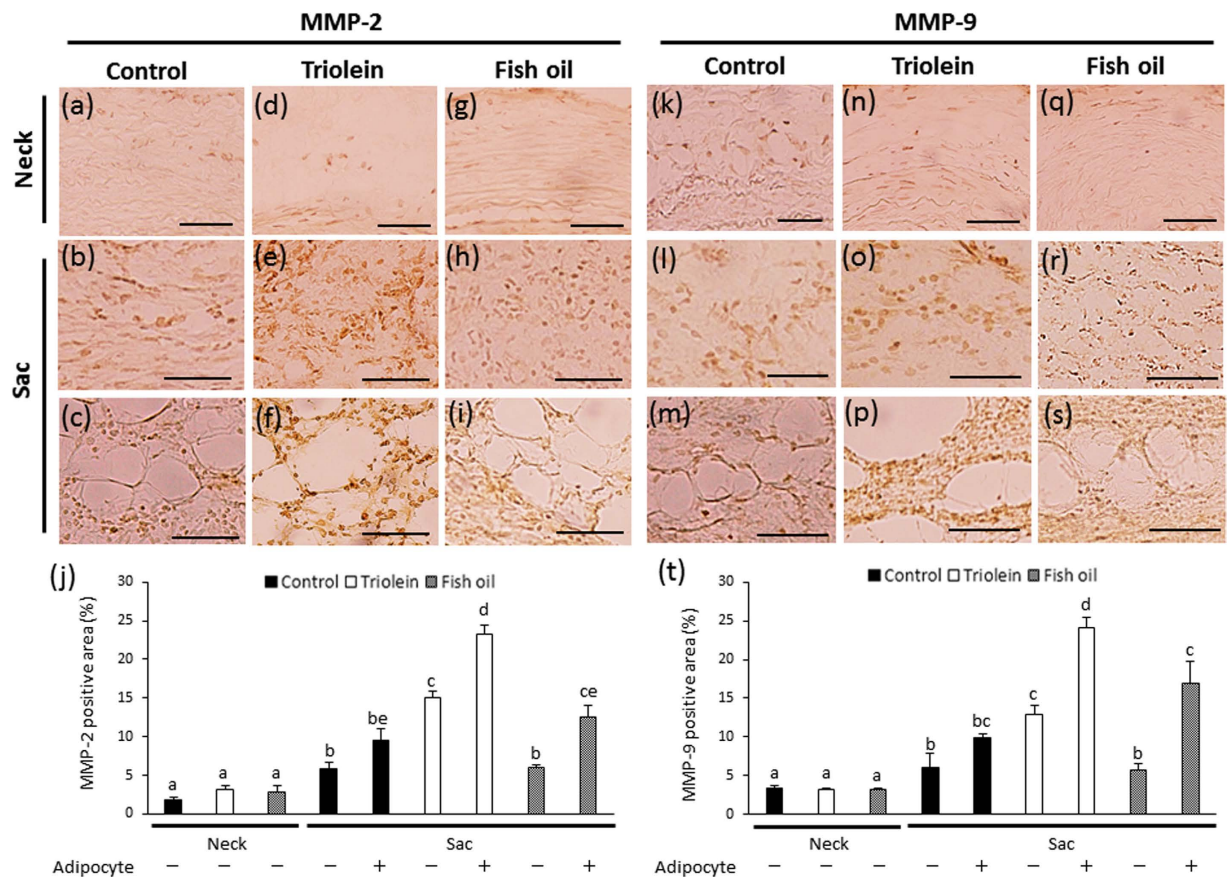 MMP-2 MMP-9
Control Triolein Fish oil Control Triolein Fish oil
Neck
(a) (d) (g) (k) (n) (q)
Sac
(b) (e) (h) (l) (o) (r)
(c) (f) (i) (m) (p) (s)
(j)
Control Triolein Fish oil
MMP-2 positive area (%)
30
25
20
15
10
5
0
a a a b be c d b ce
Neck Sac
Adipocyte − − − − + − + − +
(t)
Control Triolein Fish oil
MMP-9 positive area (%)
30
25
20
15
10
5
0
a a a b bc c d b c
Neck Sac
Adipocyte − − − − + − + − +